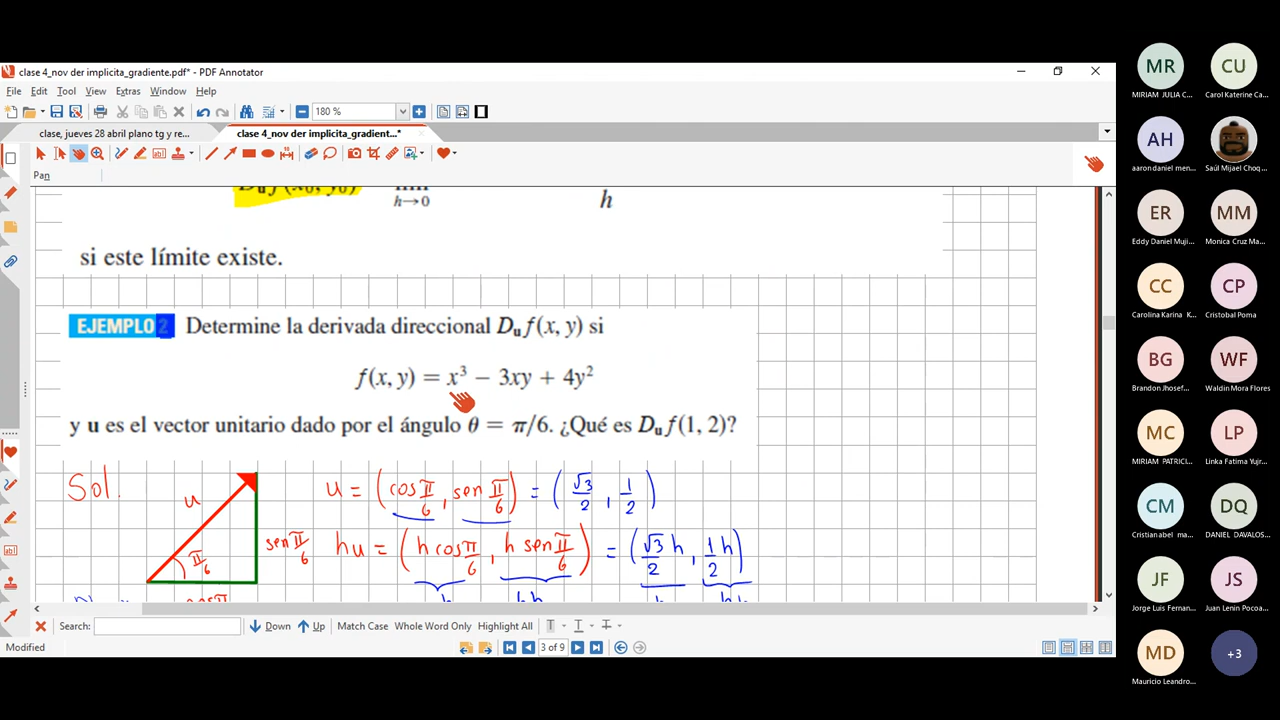 clase 4_nov der implicita_gradiente.pdf* - PDF Annotator
File Edit Tool View Extras Window Help
180 %
clase, jueves 28 abril plano tg y re...
clase 4_nov der implicita_gradient...*
Pan
h→0
h
si este límite existe.
EJEMPLO 2 Determine la derivada direccional D_u f(x, y) si
f(x, y) = x³ − 3xy + 4y²
y u es el vector unitario dado por el ángulo θ = π/6. ¿Qué es D_u f(1, 2)?
Sol.
u
π/6
sen π/6
u = (cos π/6, sen π/6) = (√3/2, 1/2)
hu = (h cos π/6, h sen π/6) = (√3/2 h, 1/2 h)
Search:
Down
Up
Match Case
Whole Word Only
Highlight All
Modified
3 of 9
MR
MIRIAM JULIA C...
CU
Carol Katerine Ca...
AH
aaron daniel men...
Saúl Mijael Choq...
ER
Eddy Daniel Muji...
MM
Monica Cruz Ma...
CC
Carolina Karina K...
CP
Cristobal Poma
BG
Brandon Jhosef...
WF
Waldin Mora Flores
MC
MIRIAM PATRICI...
LP
Linka Fatima Yujr...
CM
Cristian abel ma...
DQ
DANIEL DAVALOS...
JF
Jorge Luis Fernan...
JS
Juan Lenin Pocoa...
MD
Mauricio Leandro...
+3